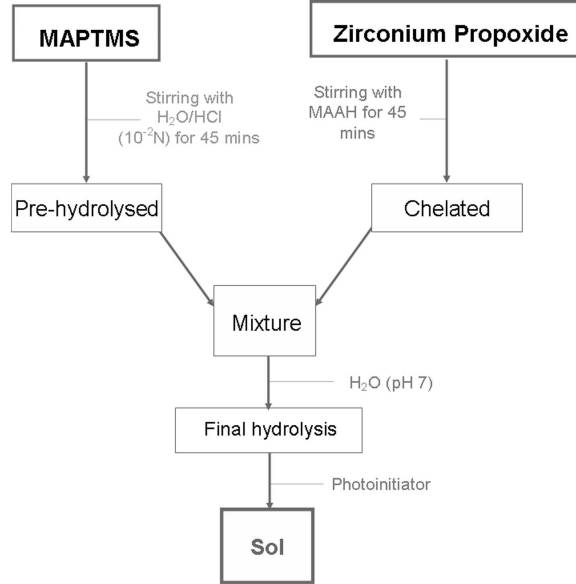 MAPTMS
Zirconium Propoxide
Stirring with
H₂O/HCl
(10⁻²N) for 45 mins
Stirring with
MAAH for 45
mins
Pre-hydrolysed
Chelated
Mixture
H₂O (pH 7)
Final hydrolysis
Photoinitiator
Sol